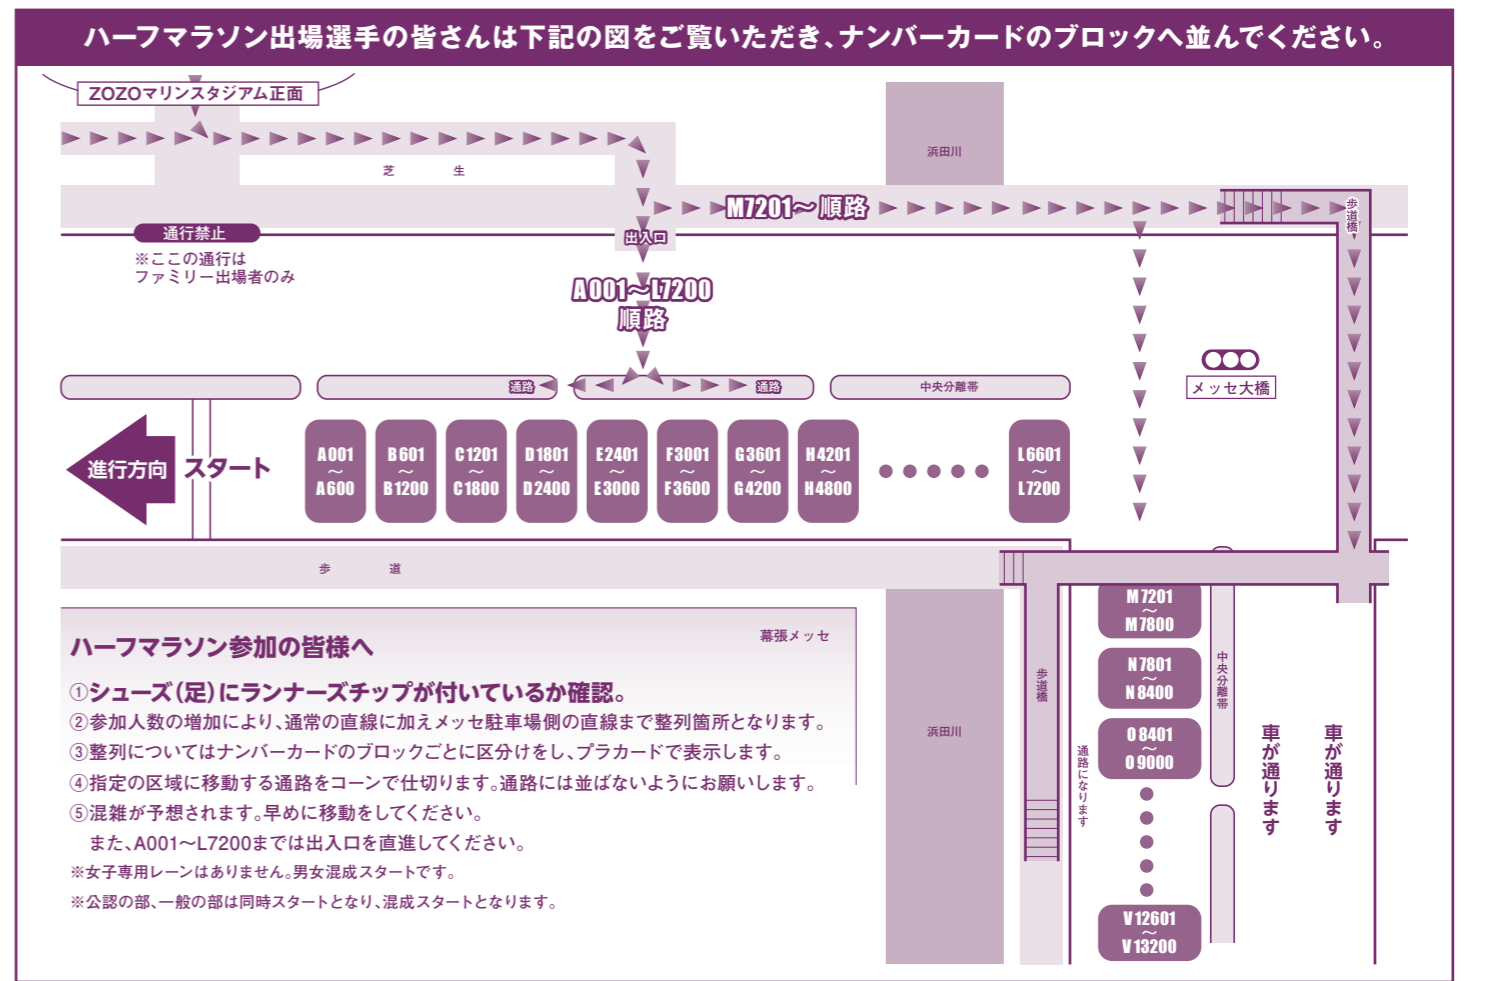 ハーフマラソン出場選手の皆さんは下記の図をご覧いただき、ナンバーカードのブロックへ並んでください。
ZOZOマリンスタジアム正面
芝生
浜田川
M7201～順路
歩道橋
通行禁止
※ここの通行は
ファミリー出場者のみ
出入口
A001～L7200
順路
通路
通路
中央分離帯
メッセ大橋
進行方向
スタート
A001
～
A600
B601
～
B1200
C1201
～
C1800
D1801
～
D2400
E2401
～
E3000
F3001
～
F3600
G3601
～
G4200
H4201
～
H4800
L6601
～
L7200
歩道
ハーフマラソン参加の皆様へ
幕張メッセ
①シューズ(足)にランナーズチップが付いているか確認。
②参加人数の増加により、通常の直線に加えメッセ駐車場側の直線まで整列箇所となります。
③整列についてはナンバーカードのブロックごとに区分けをし、プラカードで表示します。
④指定の区域に移動する通路をコーンで仕切ります。通路には並ばないようにお願いします。
⑤混雑が予想されます。早めに移動をしてください。
また、A001～L7200までは出入口を直進してください。
※女子専用レーンはありません。男女混成スタートです。
※公認の部、一般の部は同時スタートとなり、混成スタートとなります。
浜田川
歩道橋
通路になります
M7201
～
M7800
N7801
～
N8400
O8401
～
O9000
V12601
～
V13200
中央分離帯
車が通ります
車が通ります